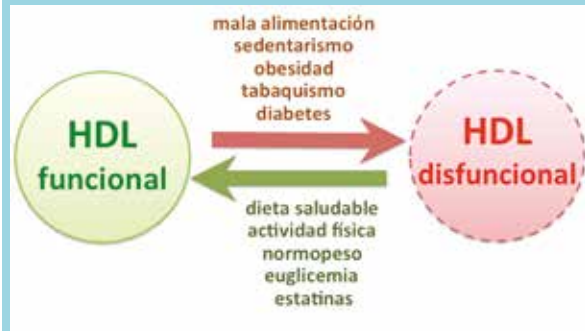 mala alimentación
sedentarismo
obesidad
tabaquismo
diabetes
HDL
funcional
HDL
disfuncional
dieta saludable
actividad física
normopeso
euglicemia
estatinas